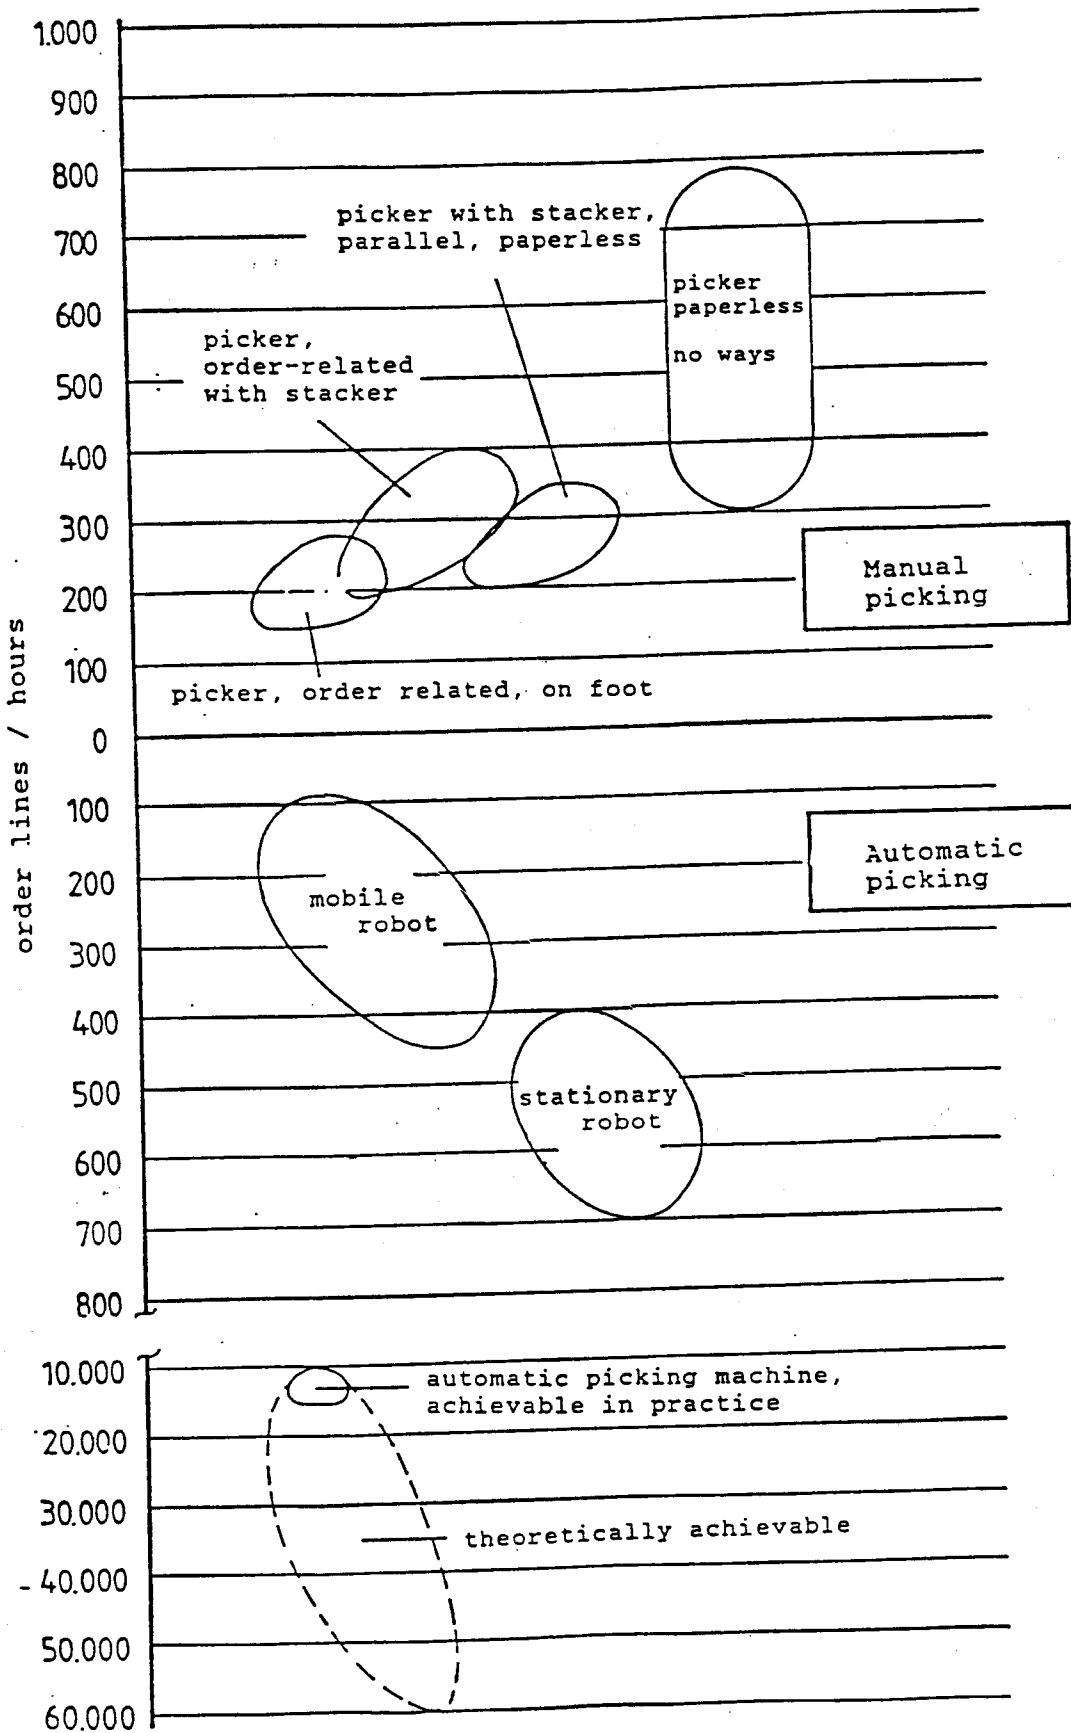 1.000
900
800
picker with stacker,
parallel, paperless
700
picker
paperless
no ways
600
picker,
order-related
with stacker
500
400
300
Manual
picking
200
100
picker, order related, on foot
0
order lines / hours
100
Automatic
picking
200
mobile
robot
300
400
500
stationary
robot
600
700
800
10.000
automatic picking machine,
achievable in practice
20.000
30.000
theoretically achievable
40.000
50.000
60.000